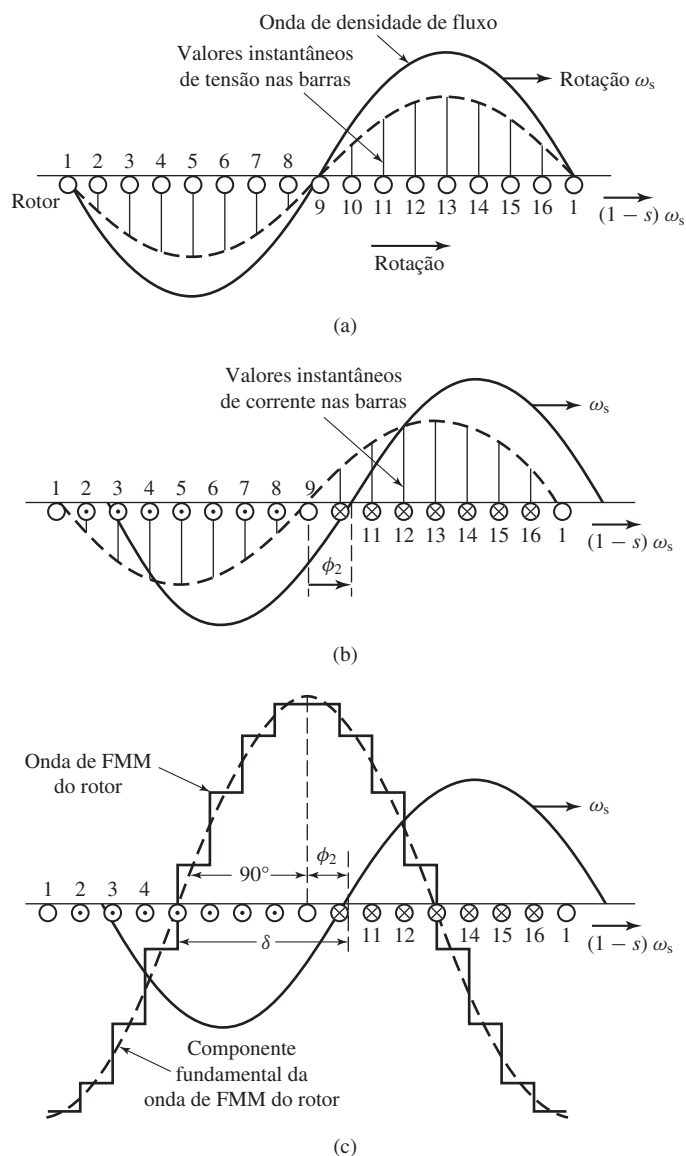 Onda de densidade de fluxo
Valores instantâneos
de tensão nas barras
Rotação ωs
1 2 3 4 5 6 7 8
Rotor
9 10 11 12 13 14 15 16 1
(1 − s) ωs
Rotação
(a)
Valores instantâneos
de corrente nas barras
ωs
1 2 3 4 5 6 7 8 9
11 12 13 14 15 16 1
(1 − s) ωs
ϕ2
(b)
Onda de FMM
do rotor
ωs
90° ϕ2
1 2 3 4
11 12 14 15 16 1
(1 − s) ωs
δ
Componente
fundamental da
onda de FMM do rotor
(c)